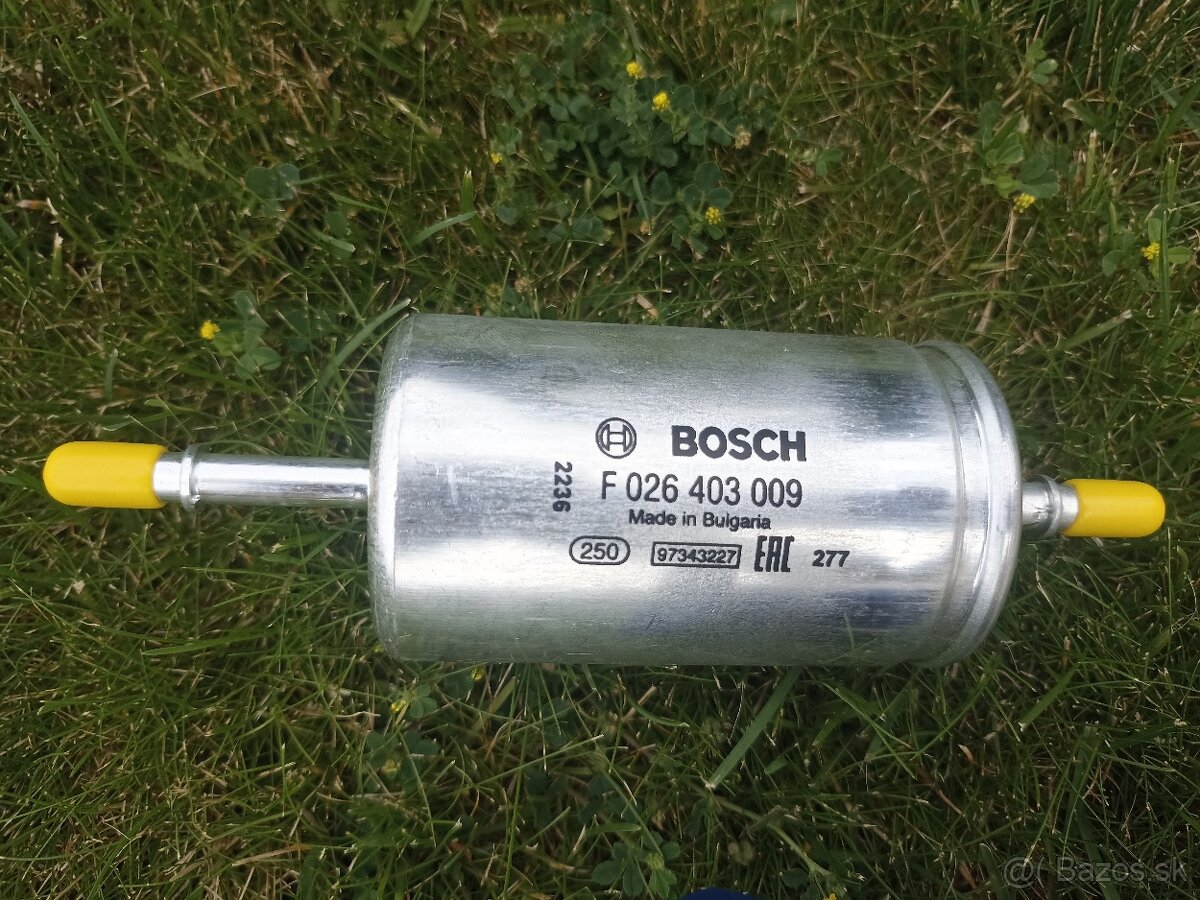 BOSCH
2236
F 026 403 009
Made in Bulgaria
250 97343227 EAC 277
Bazos.sk